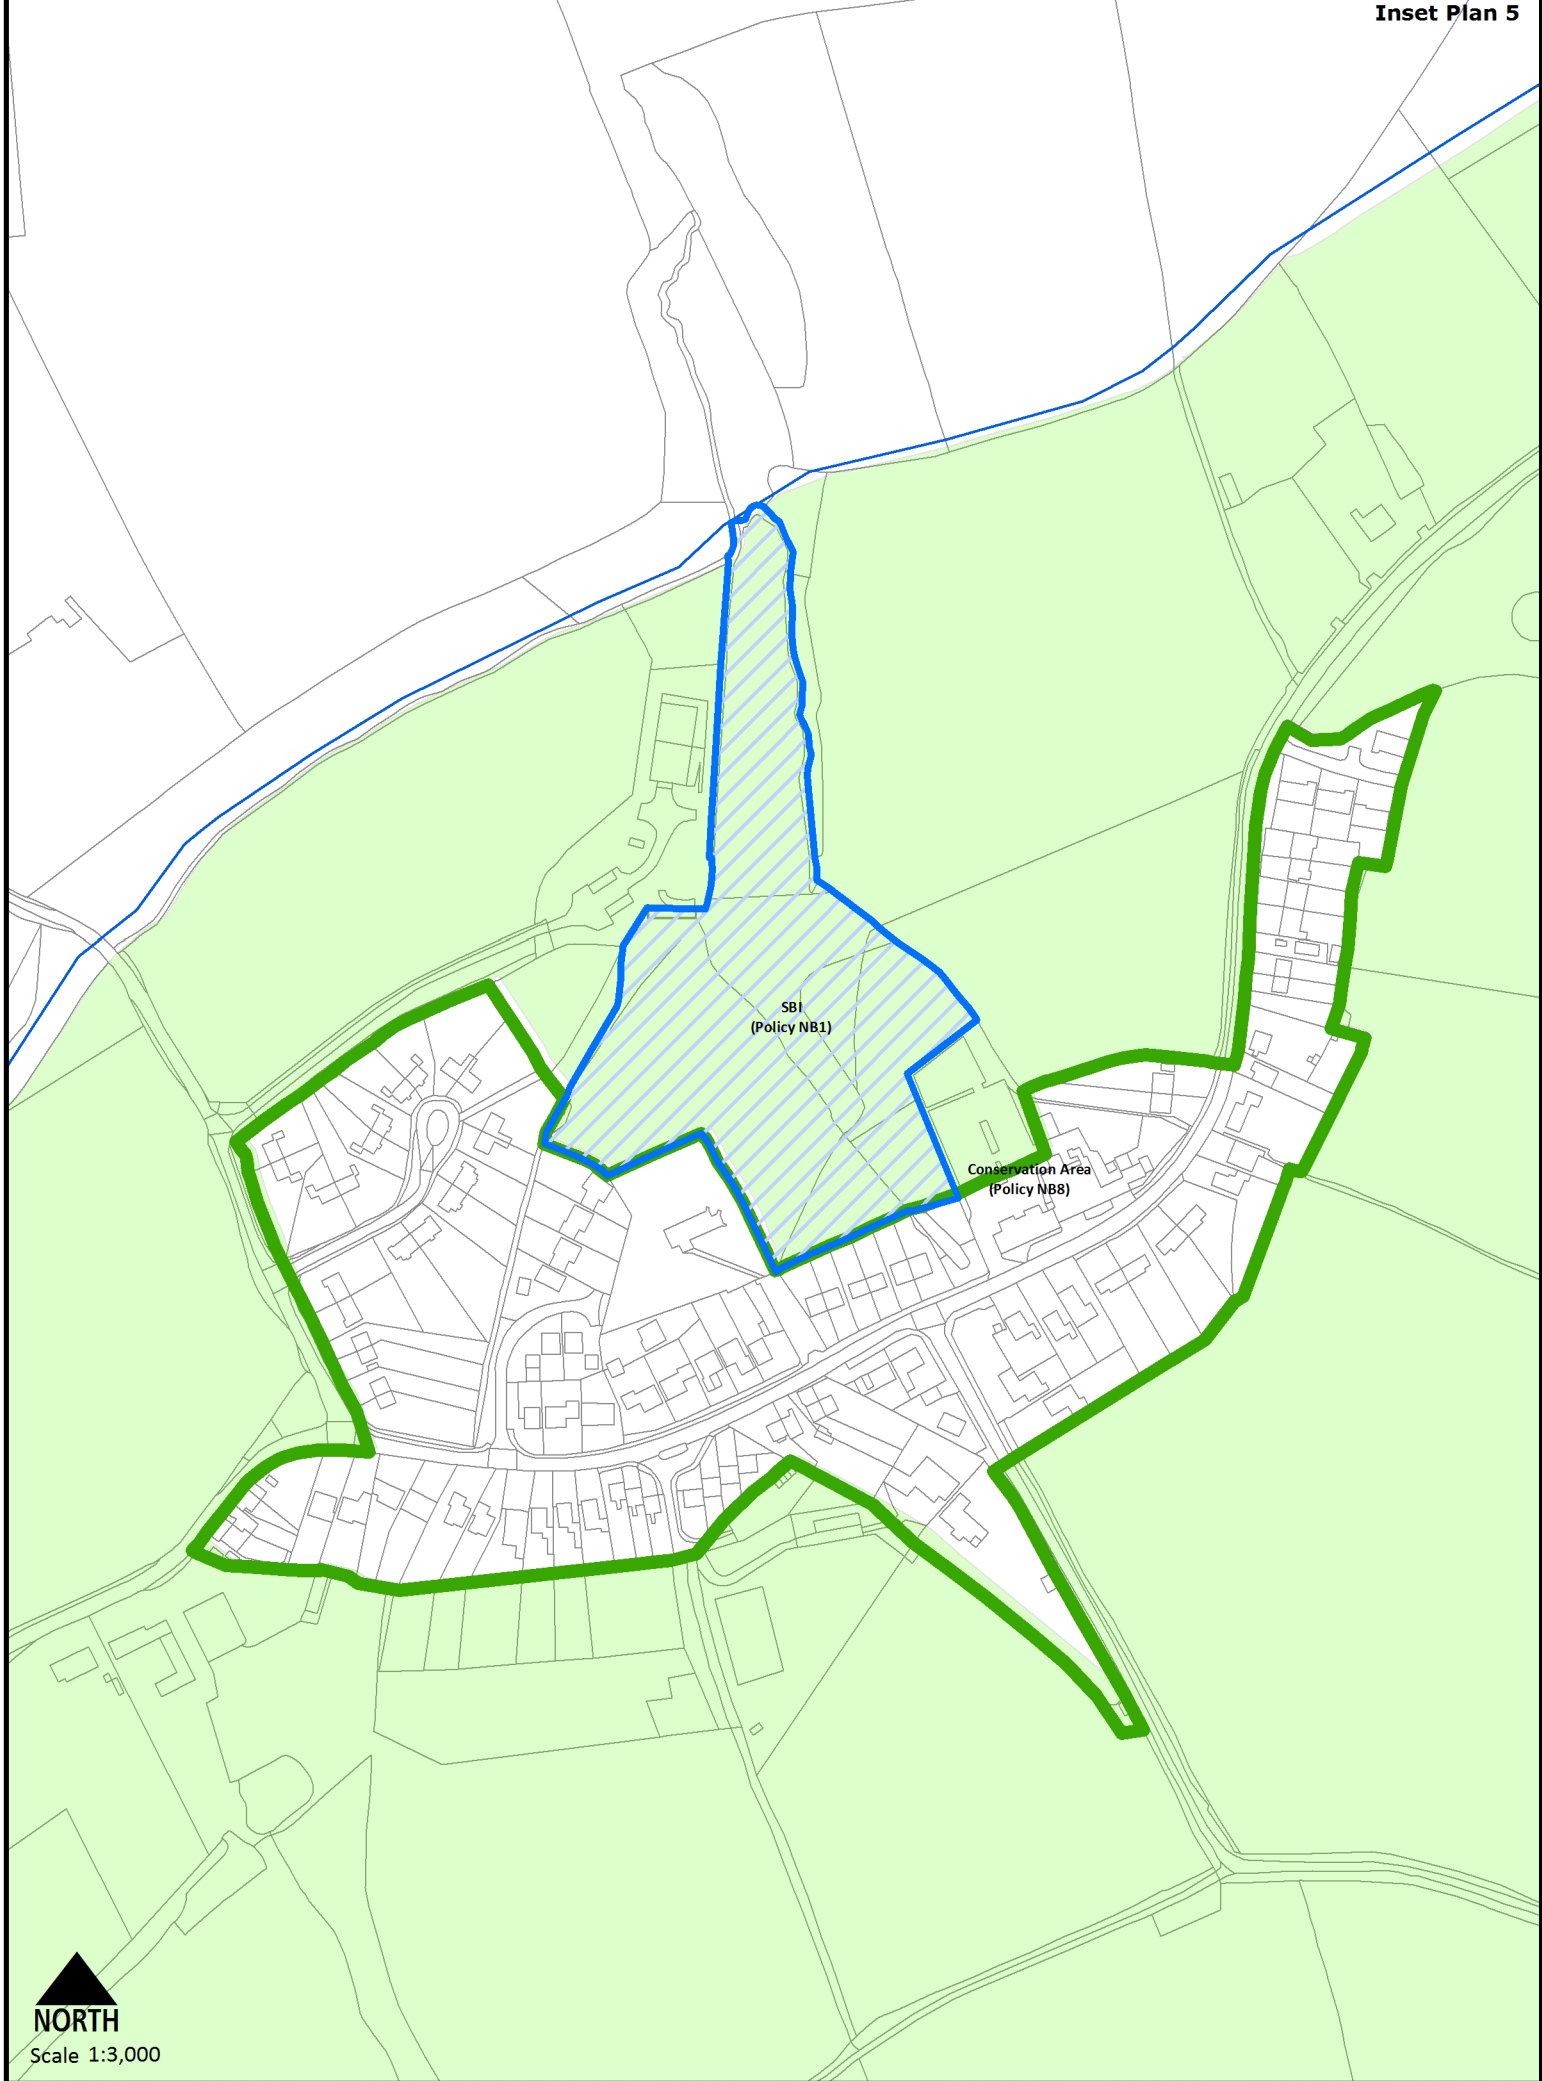 Inset Plan 5
SBI
(Policy NB1)
Conservation Area
(Policy NB8)
NORTH
Scale 1:3,000